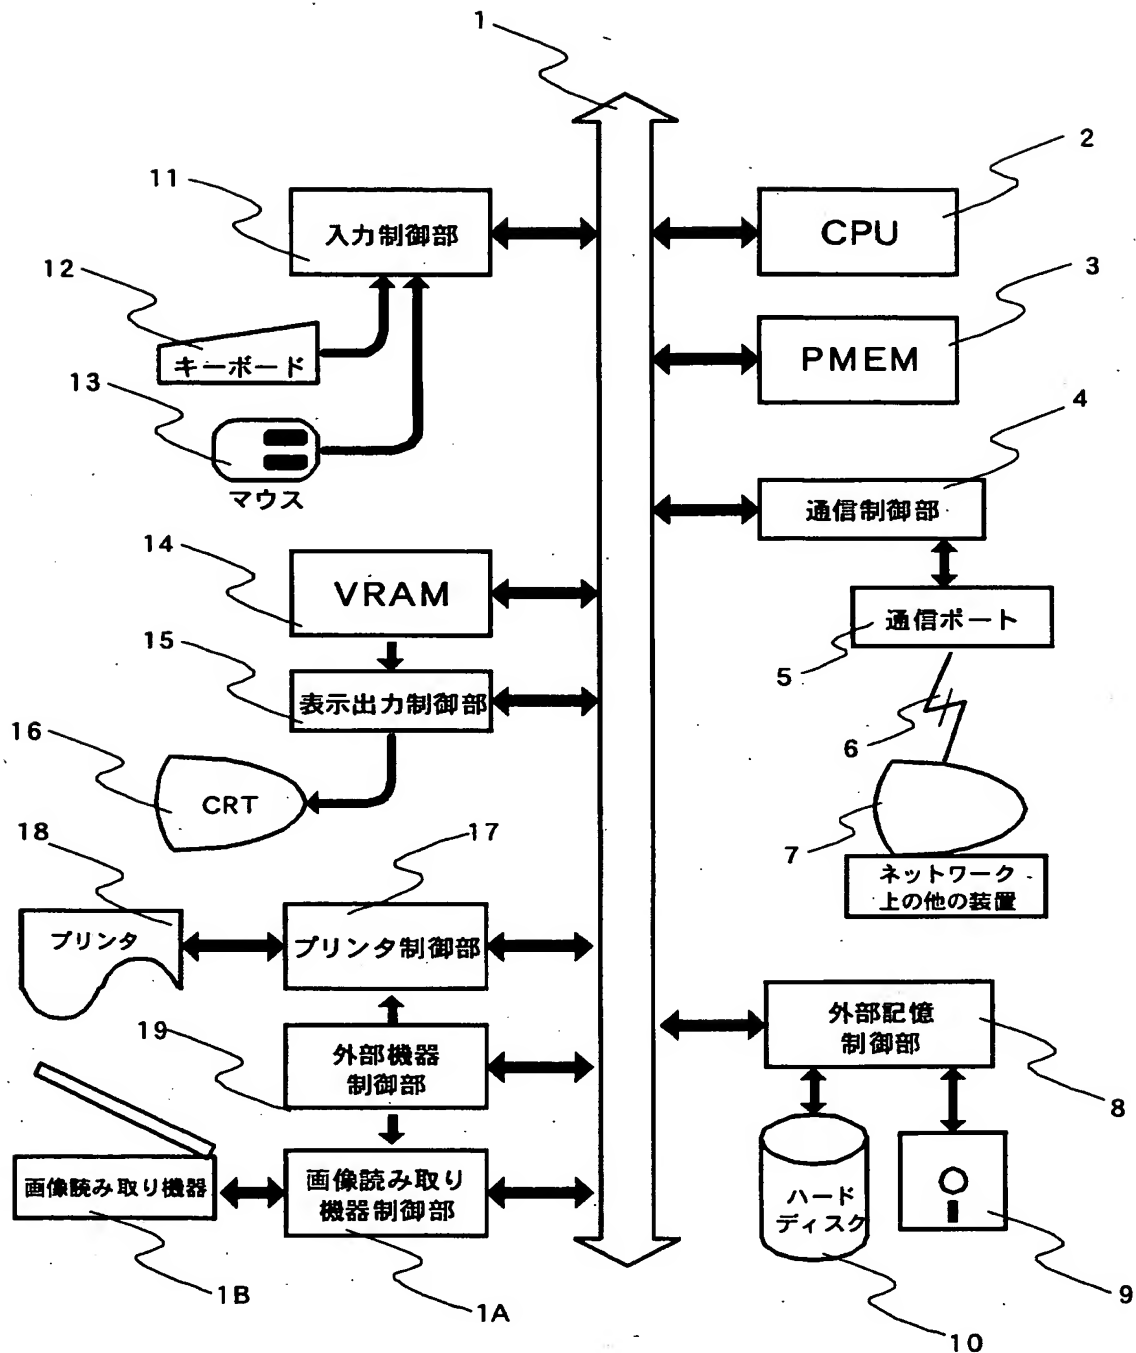 1
2
11
入力制御部
CPU
12
3
キーボード
PMEM
13
4
マウス
通信制御部
14
VRAM
通信ポート
15
5
表示出力制御部
16
6
CRT
7
18
17
ネットワーク
上の他の装置
プリンタ
プリンタ制御部
外部記憶
制御部
19
外部機器
制御部
8
画像読み取り機器
画像読み取り
機器制御部
ハード
ディスク
1B
1A
9
10